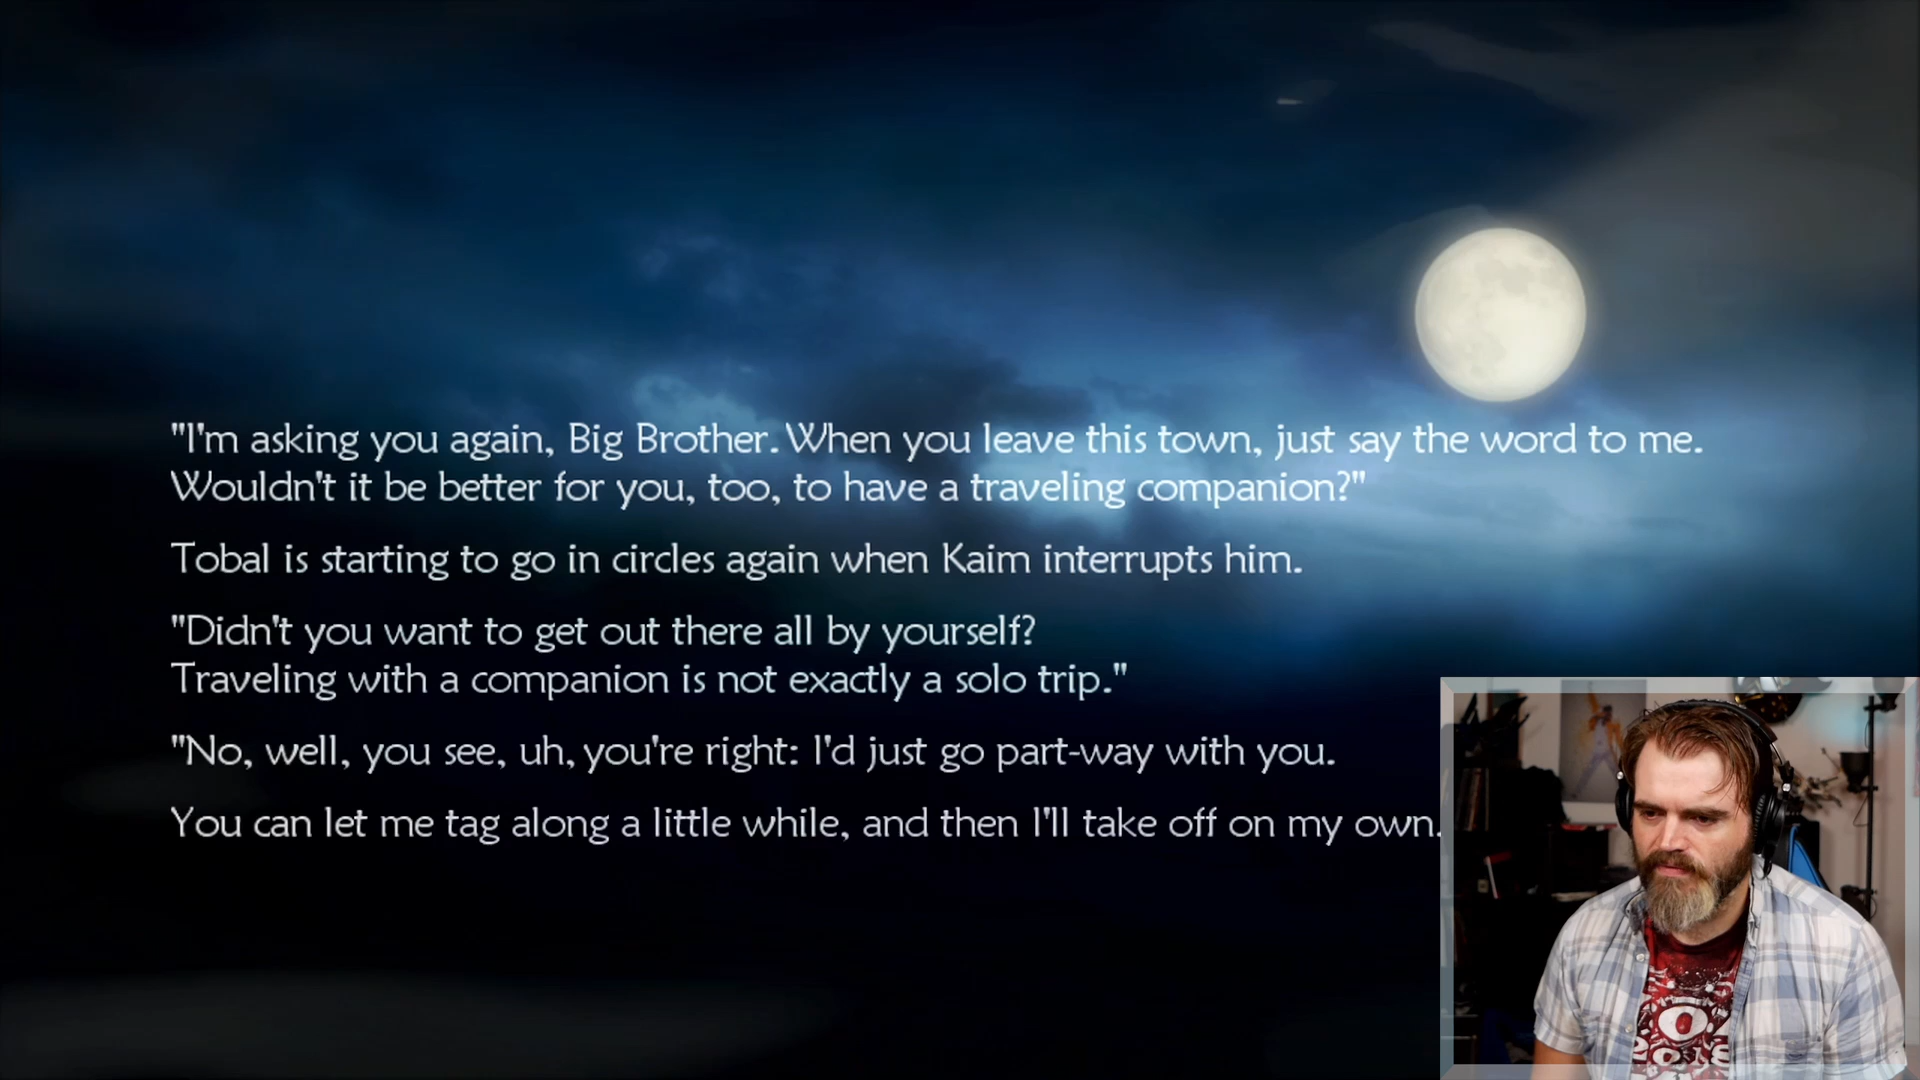 "I'm asking you again, Big Brother. When you leave this town, just say the word to me.
Wouldn't it be better for you, too, to have a traveling companion?"
Tobal is starting to go in circles again when Kaim interrupts him.
"Didn't you want to get out there all by yourself?
Traveling with a companion is not exactly a solo trip."
"No, well, you see, uh, you're right: I'd just go part-way with you.
You can let me tag along a little while, and then I'll take off on my own.
2018